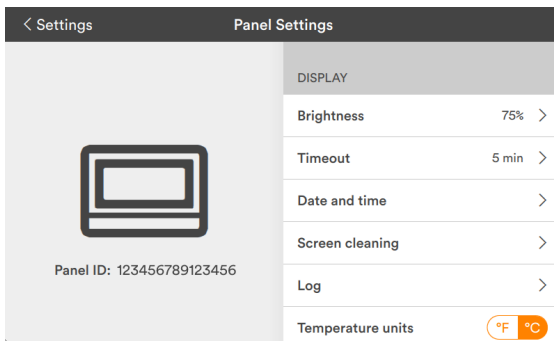 Settings
Panel Settings
DISPLAY
Brightness 75%
Timeout 5 min
Date and time
Screen cleaning
Panel ID: 123456789123456
Log
Temperature units °F °C